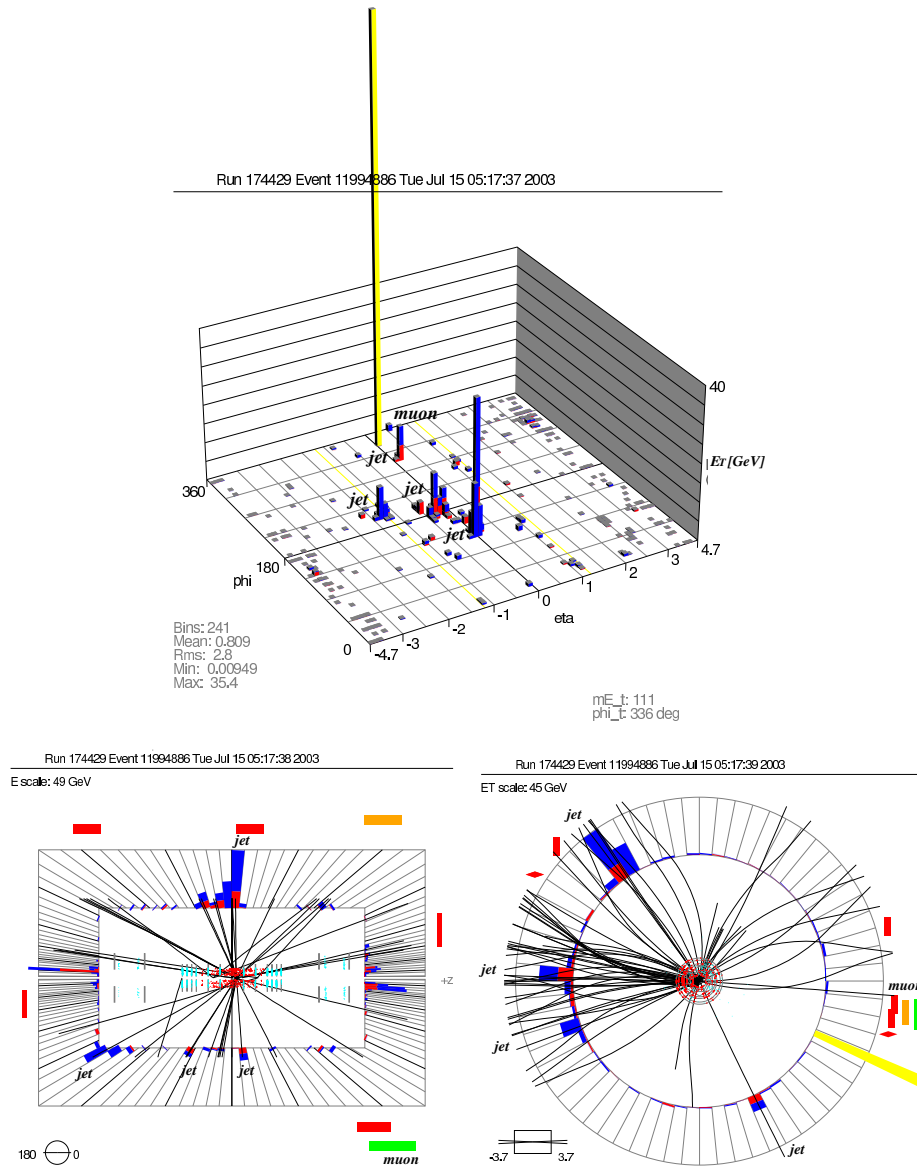 Run 174429 Event 11994886 Tue Jul 15 05:17:37 2003
40
muon
ET [GeV]
jet
jet
jet
jet
360
180
phi
0
-4.7
-3
-2
-1
0
1
2
3
4.7
eta
Bins: 241
Mean: 0.809
Rms: 2.8
Min: 0.00949
Max: 35.4
mE_t: 111
phi_t: 336 deg
Run 174429 Event 11994886 Tue Jul 15 05:17:38 2003
E scale: 49 GeV
jet
+Z
jet
jet
jet
180
0
muon
Run 174429 Event 11994886 Tue Jul 15 05:17:39 2003
ET scale: 45 GeV
jet
jet
muon
jet
jet
-3.7
3.7